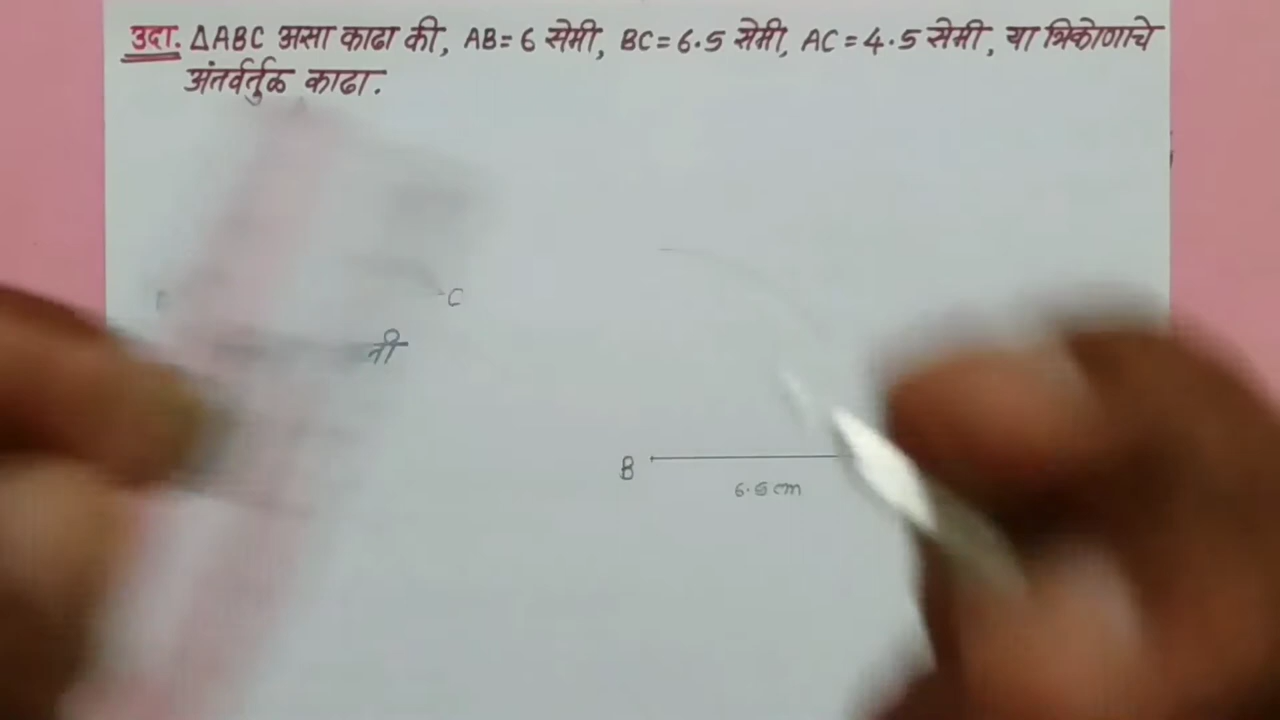 उदा. ΔABC असा काढा की, AB= 6 सेमी, BC=6.5 सेमी, AC=4.5 सेमी, या त्रिकोणाचे
अंतर्वर्तुळ काढा.
C
ती
B
6.5 cm